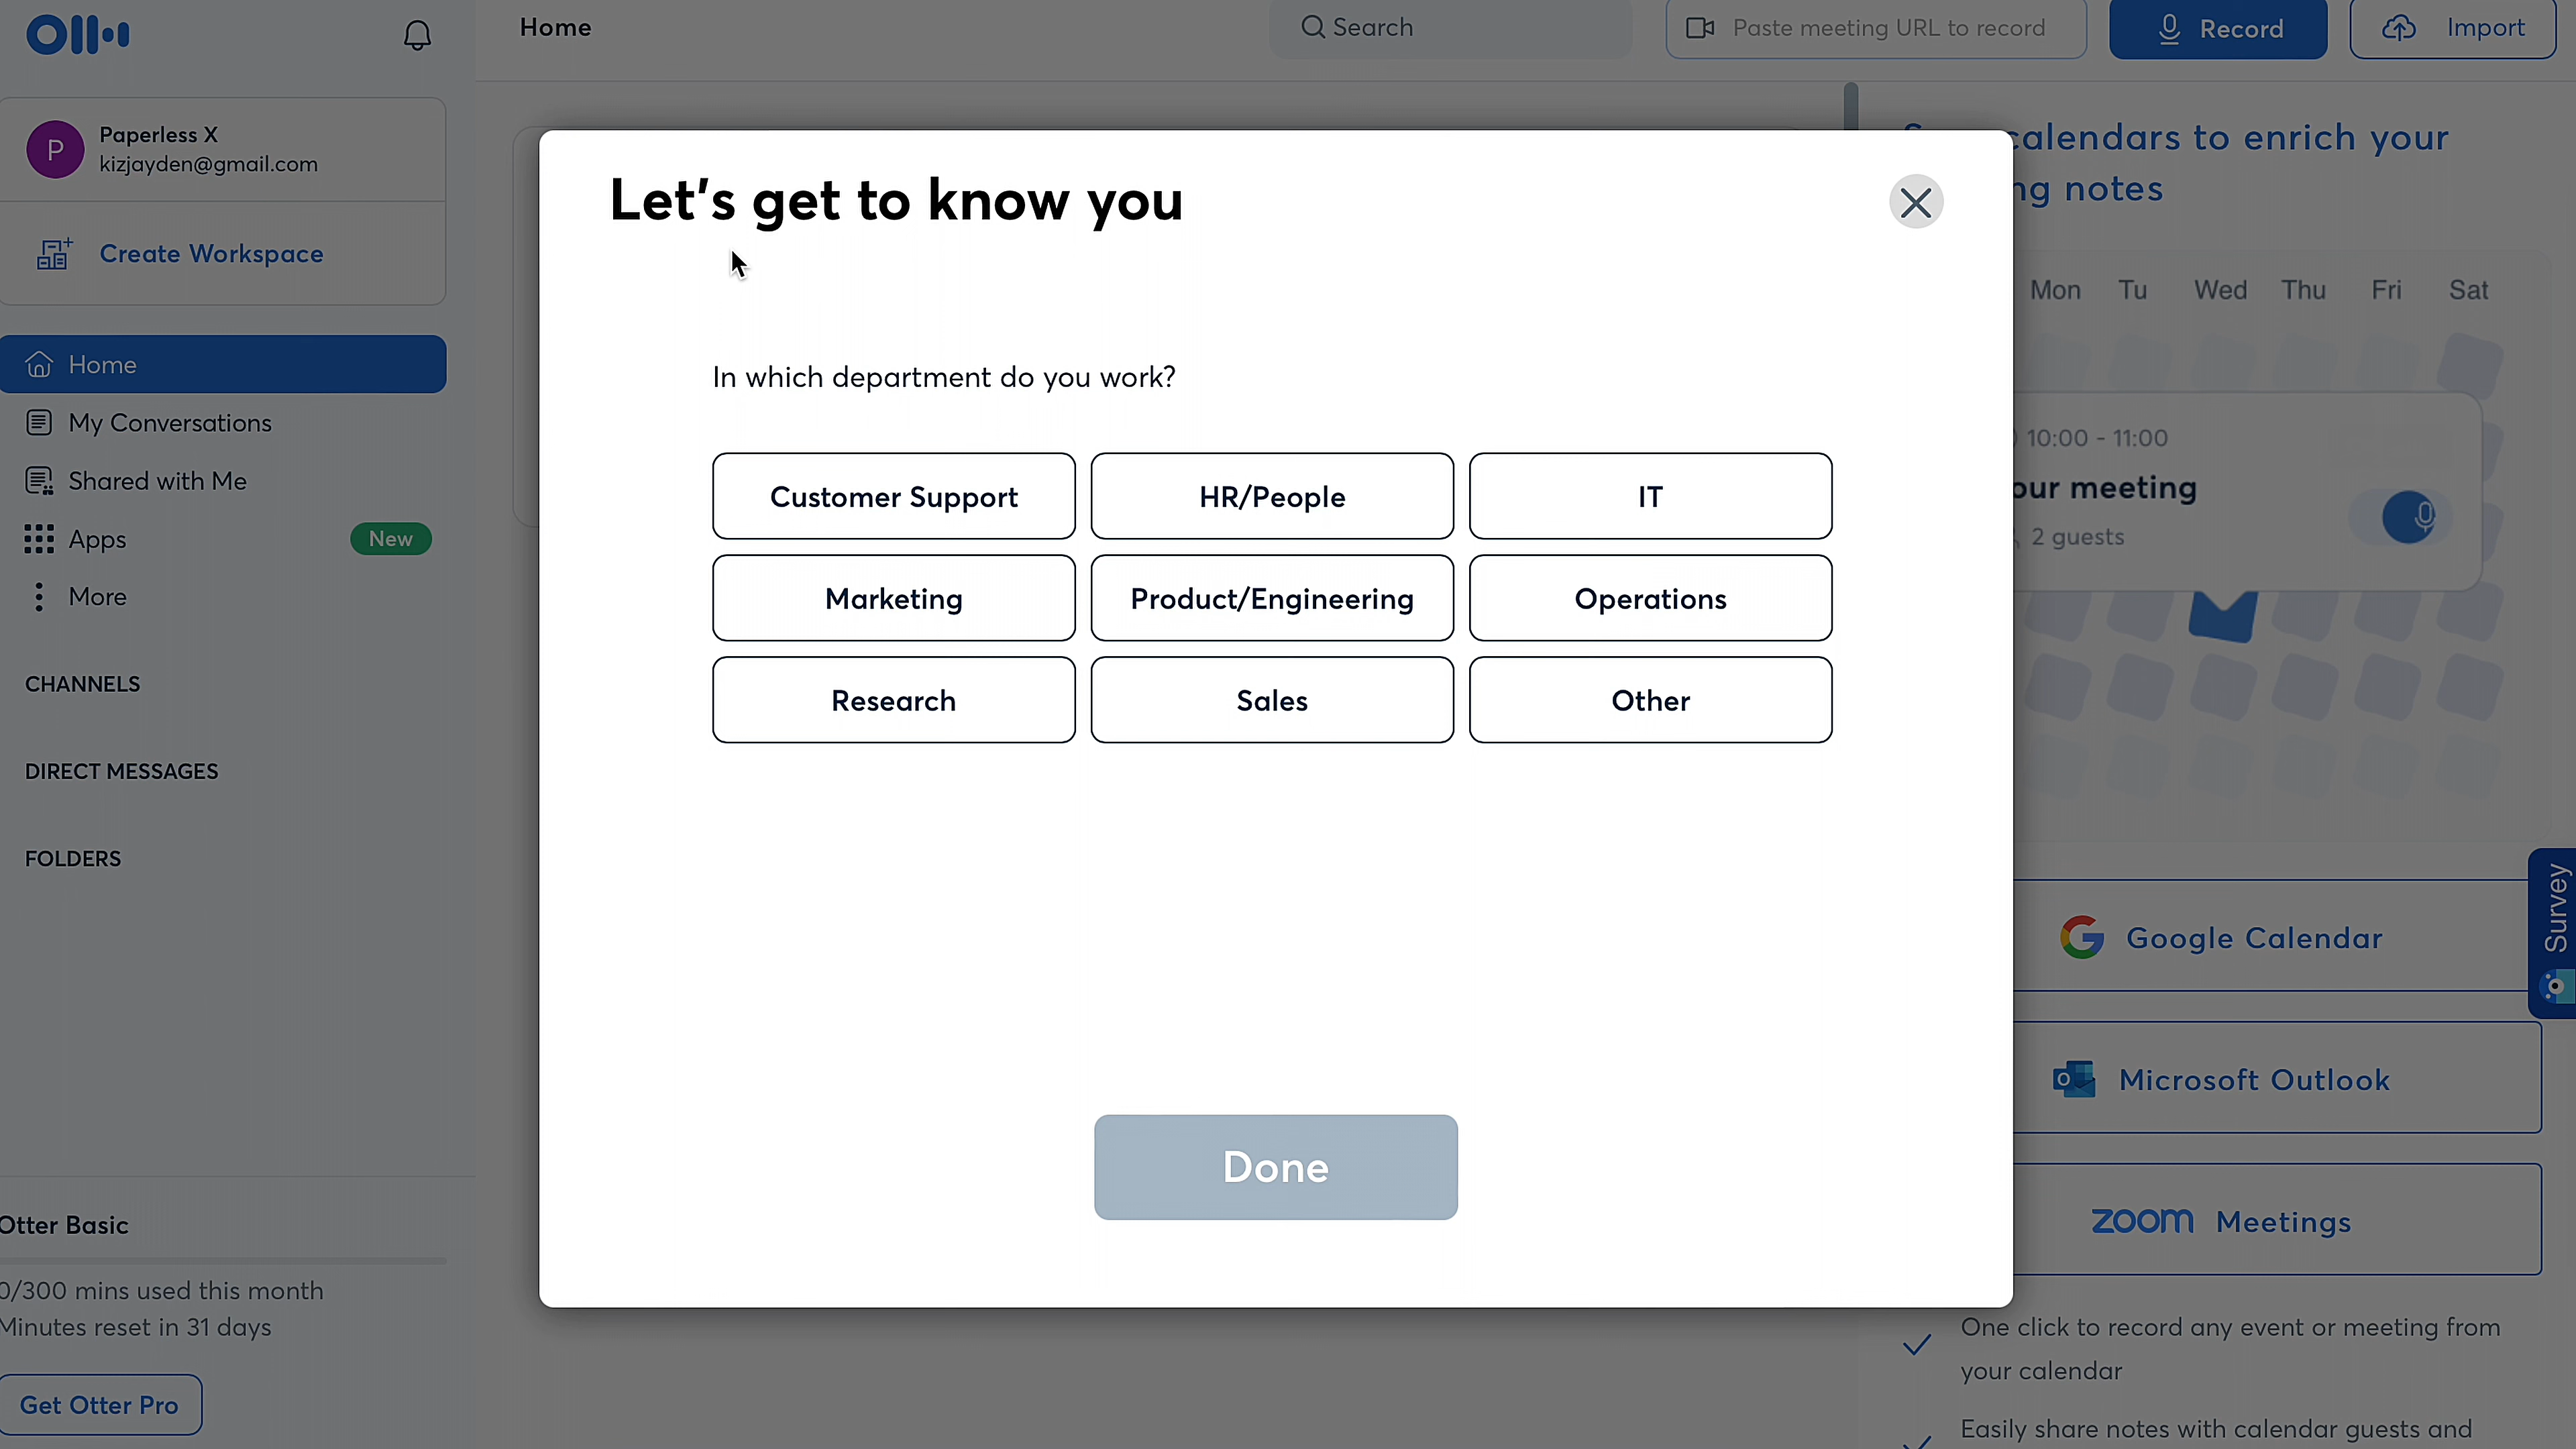 Home
Search
Paste meeting URL to record
Record
Import
P
Paperless X
kizjayden@gmail.com
Create Workspace
Home
My Conversations
Shared with Me
Apps
New
More
CHANNELS
DIRECT MESSAGES
FOLDERS
Otter Basic
0/300 mins used this month
Minutes reset in 31 days
Get Otter Pro
Let's get to know you
In which department do you work?
Customer Support
HR/People
IT
Marketing
Product/Engineering
Operations
Research
Sales
Other
Done
calendars to enrich your
notes
Mon Tu Wed Thu Fri Sat
10:00 - 11:00
meeting
2 guests
Google Calendar
Microsoft Outlook
zoom Meetings
One click to record any event or meeting from
your calendar
Easily share notes with calendar guests and
Survey